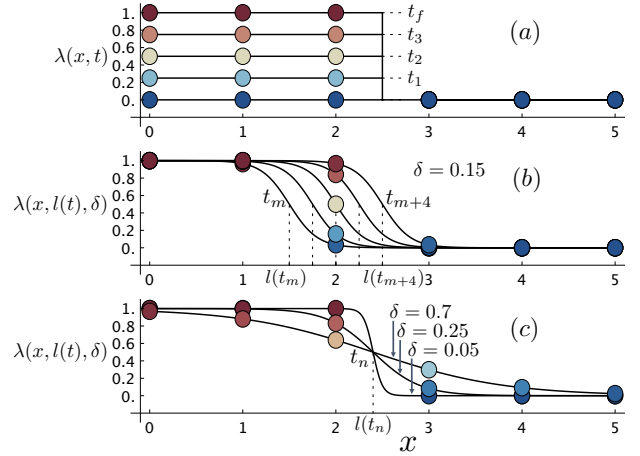 1.
0.8
0.6
0.4
0.2
0.
λ(x, t)
t_f
t_3
t_2
t_1
(a)
0 1 2 3 4 5
1.
0.8
0.6
0.4
0.2
0.
λ(x, l(t), δ)
t_m
t_{m+4}
δ = 0.15
(b)
0 1 2 3 4 5
l(t_m) l(t_{m+4})
1.
0.8
0.6
0.4
0.2
0.
λ(x, l(t), δ)
t_n
δ = 0.7
δ = 0.25
δ = 0.05
(c)
0 1 2 3 4 5
l(t_n)
x